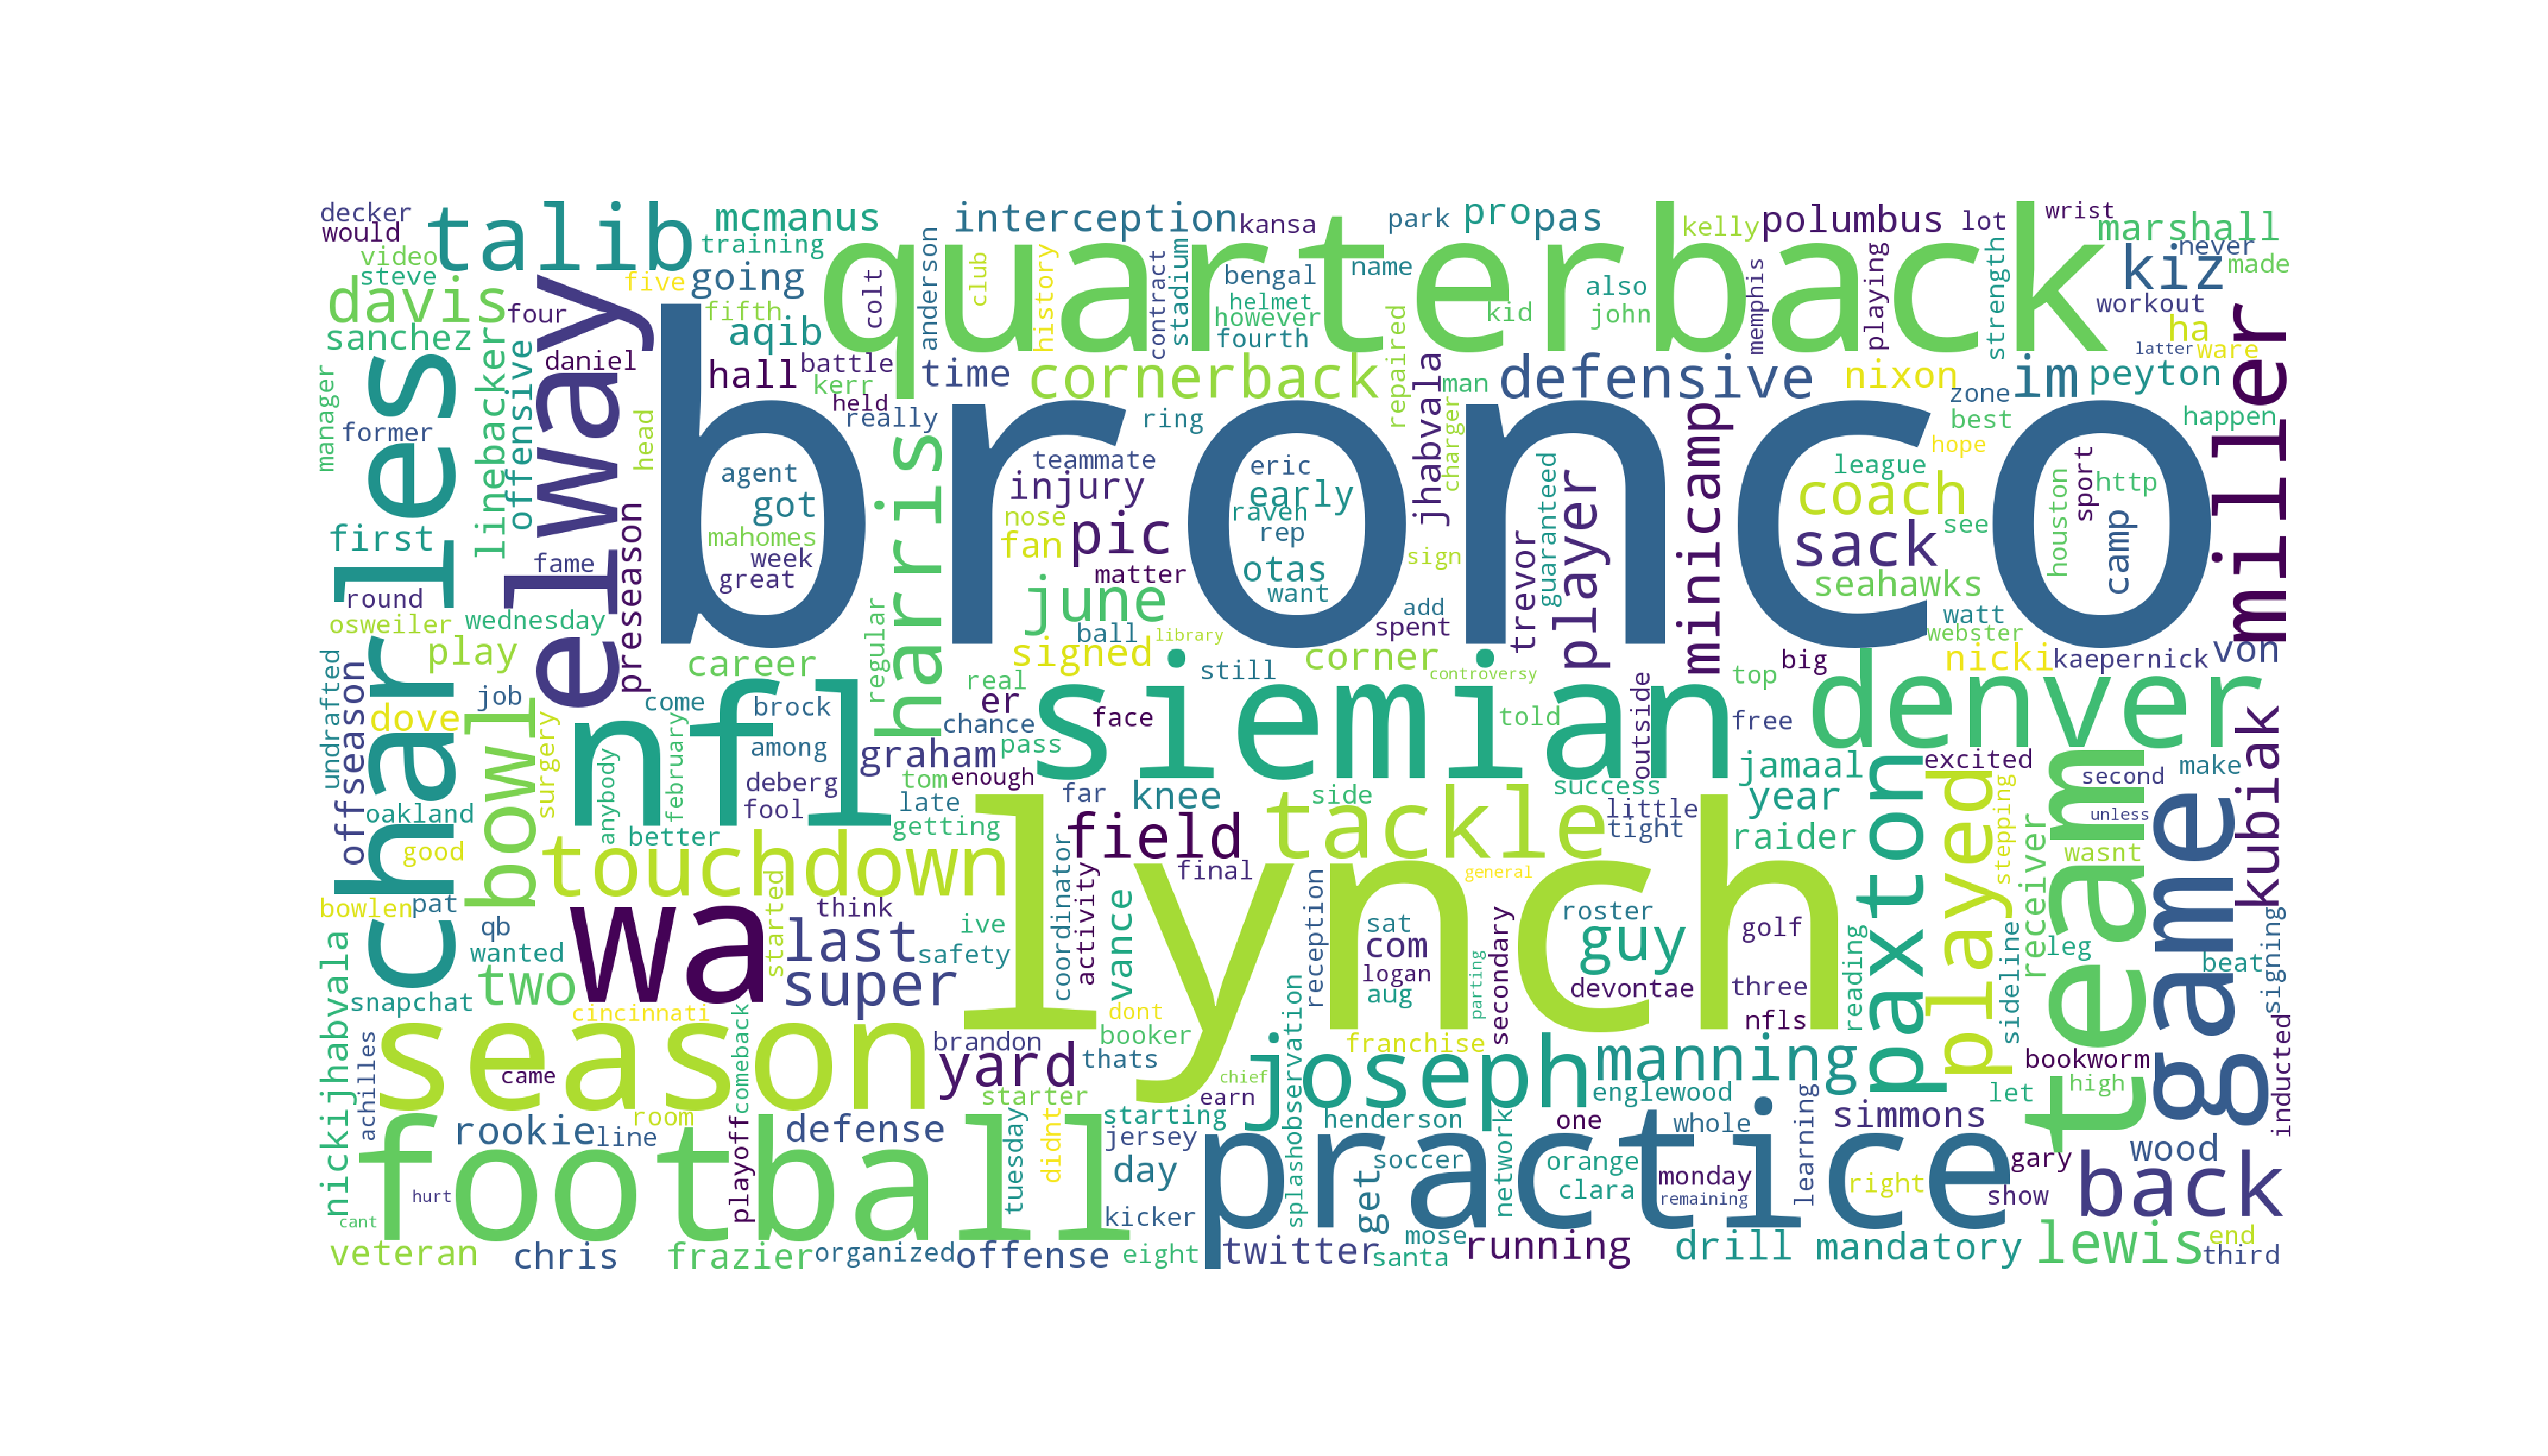 decker
would
talib
mcmanus
training
interception
kansa
park
pro
pas
kelly
polumbus
lot
wrist
marshall
never
video
steve
davis
sanchez
five
four
going
fifth
aqib
colt
anderson
club
history
contract
stadium
bengal
helmet
however
fourth
name
quarterback
also
john
kid
memphis
playing
strength
kiz
made
workout
ha
latter
ware
manager
charles
former
linebacker
offensive
elway
daniel
head
hall
battle
kerr
held
really
time
cornerback
ring
repaired
man
jhabvala
charger
defensive
nixon
im
peyton
zone
best
hope
happen
miller
bronco
first
fame
preseason
agent
got
mahomes
week
great
harris
teammate
injury
nose
fan
pic
matter
june
eric
early
raven
rep
otas
want
sign
guaranteed
trevor
player
minicamp
league
coach
sack
see
seahawks
houston
sport
http
camp
round
osweiler
wednesday
play
career
regular
signed
ball
library
add
spent
corner
still
controversy
watt
webster
nicki
kaepernick
von
big
top
undrafted
offseason
dove
job
bowl
surgery
nfl
come
brock
among
deberg
fool
anybody
february
better
real
er
chance
face
pass
graham
tom
enough
late
getting
siemian
told
outside
free
denver
far
knee
side
success
little
tight
jamaal
year
raider
excited
second
make
unless
kubiak
oakland
good
touchdown
field
tackle
final
lynch
general
paxton
played
stepping
receiver
wasnt
team
game
bowlen
pat
qb
wanted
two
wa
started
think
last
super
ive
safety
coordinator
activity
vance
reception
sat
com
logan
aug
parting
secondary
roster
guy
golf
devontae
three
nfls
reading
sideline
leg
beat
signing
nickijhabvala
snapchat
cincinnati
season
comeback
brandon
yard
dont
booker
thats
splashobservation
franchise
joseph
manning
englewood
bookworm
high
let
inducted
achilles
came
chief
earn
starter
starting
football
room
rookie
line
playoff
defense
tuesday
didnt
jersey
day
kicker
practice
henderson
soccer
get
network
one
whole
orange
clara
monday
remaining
learning
simmons
right
gary
show
wood
back
hurt
cant
veteran
chris
frazier
organized
offense
eight
twitter
mose
santa
running
drill
mandatory
lewis
end
third